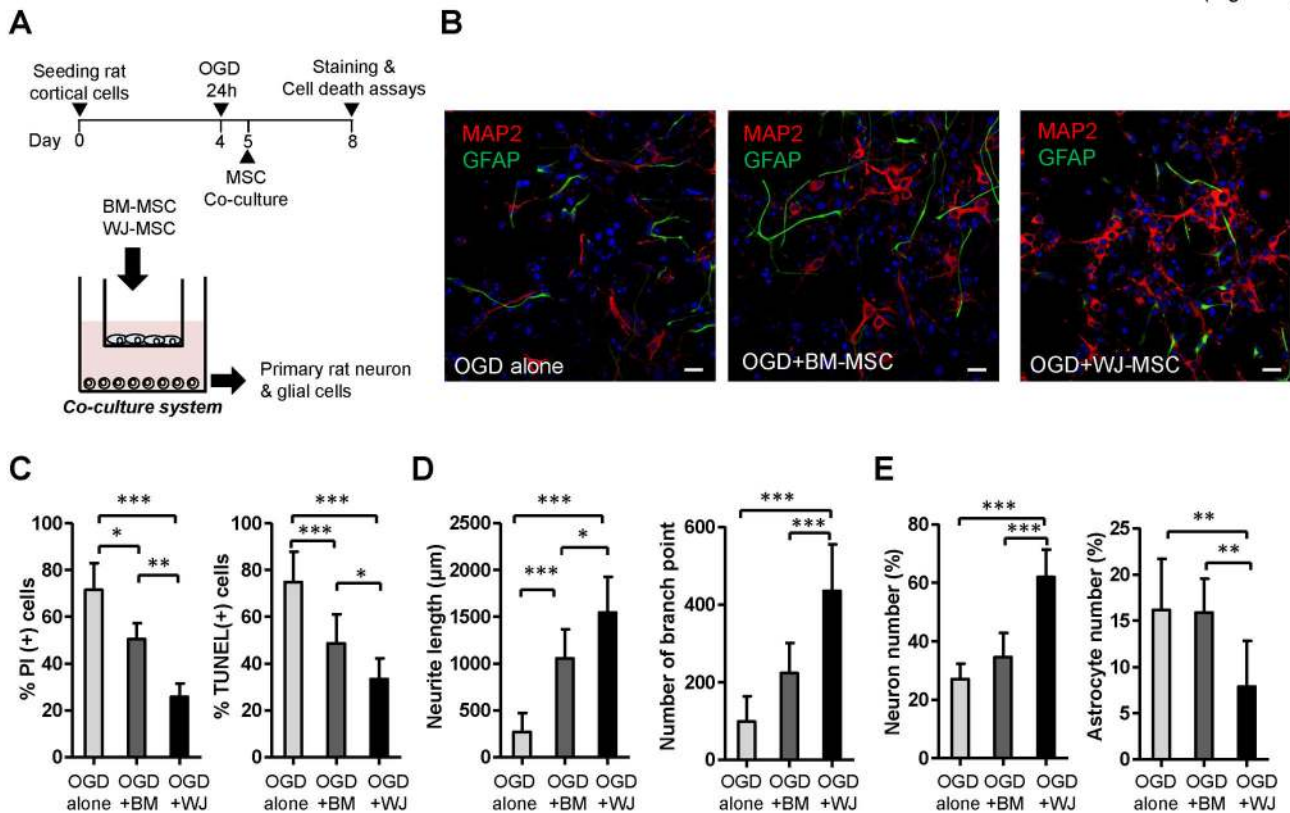 A
Seeding rat
cortical cells
OGD
24h
Staining &
Cell death assays
Day
0
4
5
8
MSC
Co-culture
BM-MSC
WJ-MSC
Primary rat neuron
& glial cells
Co-culture system
B
MAP2
GFAP
OGD alone
MAP2
GFAP
OGD+BM-MSC
MAP2
GFAP
OGD+WJ-MSC
C
% PI (+) cells
100
80
60
40
20
0
***
*
**
OGD alone
OGD +BM
OGD +WJ
% TUNEL(+) cells
100
80
60
40
20
0
***
***
*
OGD alone
OGD +BM
OGD +WJ
D
Neurite length (μm)
2500
2000
1500
1000
500
0
***
*
***
OGD alone
OGD +BM
OGD +WJ
Number of branch point
600
400
200
0
***
***
OGD alone
OGD +BM
OGD +WJ
E
Neuron number (%)
80
60
40
20
0
***
***
OGD alone
OGD +BM
OGD +WJ
Astrocyte number (%)
25
20
15
10
5
0
**
**
OGD alone
OGD +BM
OGD +WJ